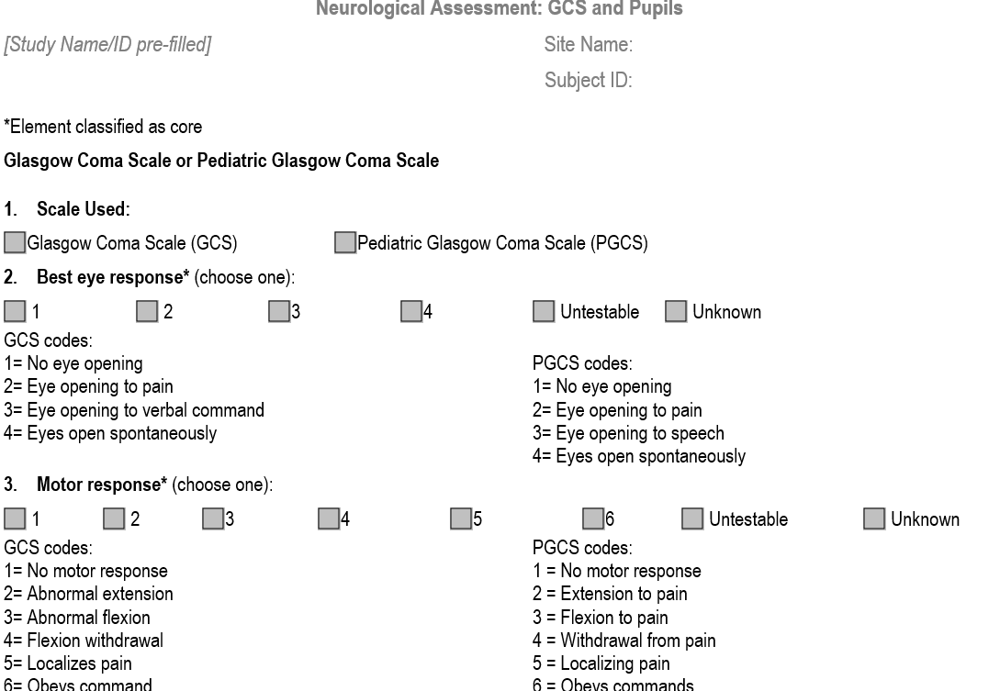 Neurological Assessment: GCS and Pupils
[Study Name/ID pre-filled] Site Name:
Subject ID:
*Element classified as core
Glasgow Coma Scale or Pediatric Glasgow Coma Scale
1. Scale Used:
Glasgow Coma Scale (GCS) Pediatric Glasgow Coma Scale (PGCS)
2. Best eye response* (choose one):
1 2 3 4 Untestable Unknown
GCS codes:
1= No eye opening
2= Eye opening to pain
3= Eye opening to verbal command
4= Eyes open spontaneously
PGCS codes:
1= No eye opening
2= Eye opening to pain
3= Eye opening to speech
4= Eyes open spontaneously
3. Motor response* (choose one):
1 2 3 4 5 6 Untestable Unknown
GCS codes:
1= No motor response
2= Abnormal extension
3= Abnormal flexion
4= Flexion withdrawal
5= Localizes pain
6= Obeys command
PGCS codes:
1 = No motor response
2 = Extension to pain
3 = Flexion to pain
4 = Withdrawal from pain
5 = Localizing pain
6 = Obeys commands